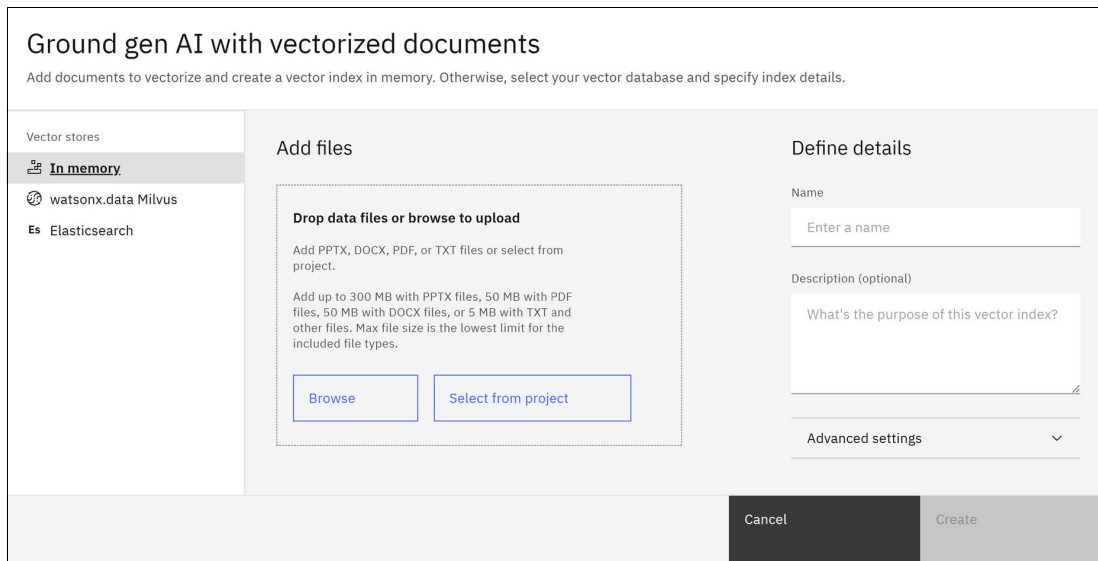 Ground gen AI with vectorized documents
Add documents to vectorize and create a vector index in memory. Otherwise, select your vector database and specify index details.
Vector stores
In memory
watsonx.data Milvus
Es Elasticsearch
Add files
Drop data files or browse to upload
Add PPTX, DOCX, PDF, or TXT files or select from
project.
Add up to 300 MB with PPTX files, 50 MB with PDF
files, 50 MB with DOCX files, or 5 MB with TXT and
other files. Max file size is the lowest limit for the
included file types.
Browse
Select from project
Define details
Name
Enter a name
Description (optional)
What's the purpose of this vector index?
Advanced settings
Cancel
Create